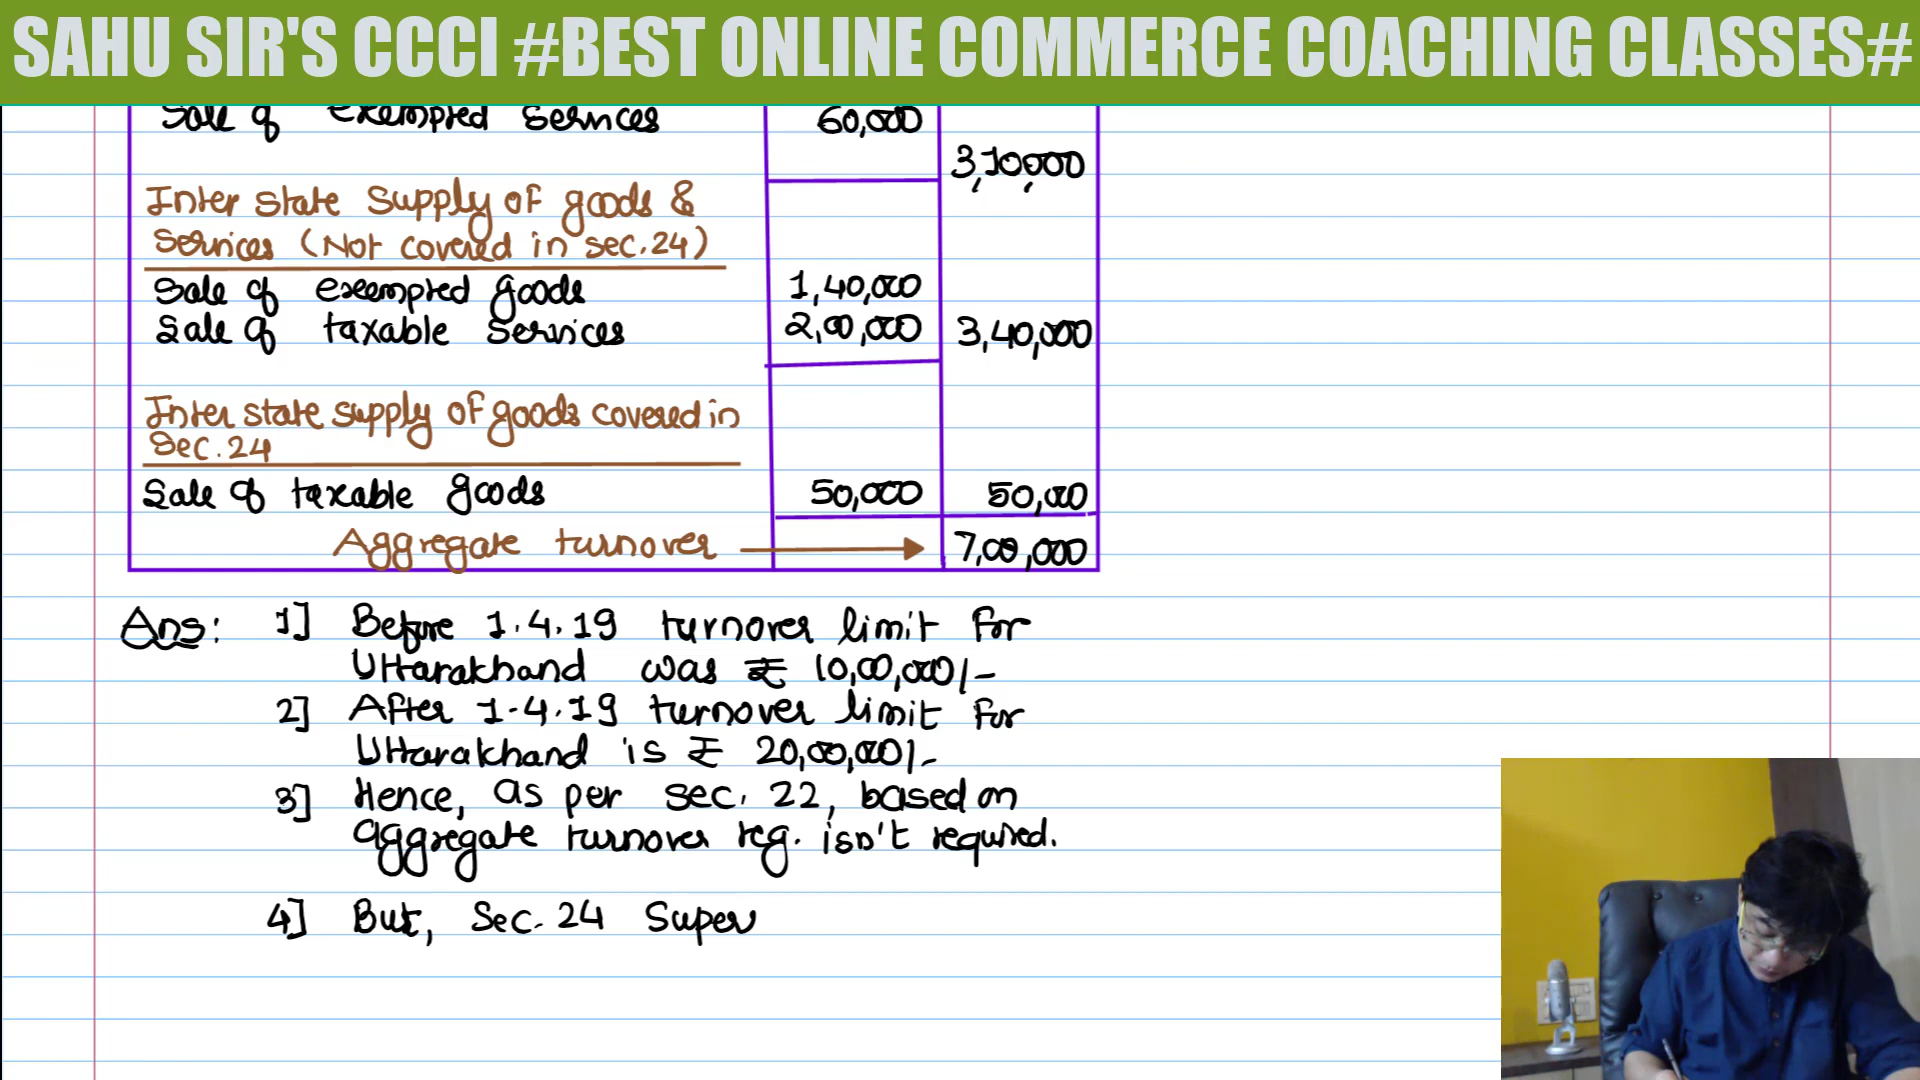 SAHU SIR'S CCCI #BEST ONLINE COMMERCE COACHING CLASSES#
Sale of exempted services 60,000
3,10,000
Inter state supply of goods &
Services (Not covered in sec.24)
Sale of exempted goods 1,40,000
Sale of taxable services 2,00,000 3,40,000
Inter state supply of goods covered in
Sec.24
Sale of taxable goods 50,000 50,000
Aggregate turnover → 7,00,000
Ans: 1] Before 1.4.19 turnover limit for
Uttarakhand was ₹ 10,00,000/-
2] After 1.4.19 turnover limit for
Uttarakhand is ₹ 20,00,000/-
3] Hence, as per sec. 22, based on
aggregate turnover reg. isn't required.
4] But, Sec. 24 Super